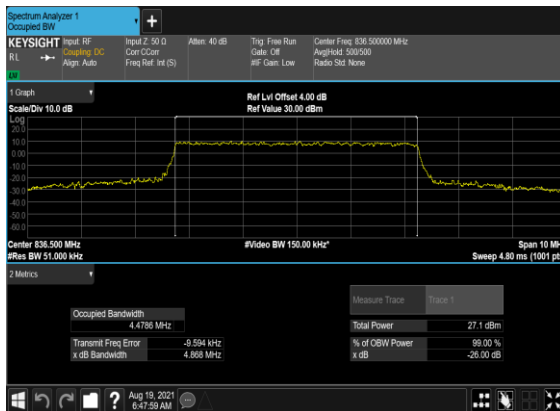 Spectrum Analyzer 1
Occupied BW
KEYSIGHT
RL
Input: RF
Coupling: DC
Align: Auto
Input Z: 50 Ω
Corr CCorr
Freq Ref: Int (S)
Atten: 40 dB
Trig: Free Run
Gate: Off
#IF Gain: Low
Center Freq: 836.500000 MHz
Avg|Hold: 500/500
Radio Std: None
1 Graph
Scale/Div 10.0 dB
Ref Lvl Offset 4.00 dB
Ref Value 30.00 dBm
Log
20.0
10.0
0.00
-10.0
-20.0
-30.0
-40.0
-50.0
-60.0
Center 836.500 MHz
#Res BW 51.000 kHz
#Video BW 150.00 kHz*
Span 10 MH
Sweep 4.80 ms (1001 pt
2 Metrics
Occupied Bandwidth
4.4786 MHz
Transmit Freq Error -9.594 kHz
x dB Bandwidth 4.868 MHz
Measure Trace Trace 1
Total Power 27.1 dBm
% of OBW Power 99.00 %
x dB -26.00 dB
?
Aug 19, 2021
6:47:59 AM